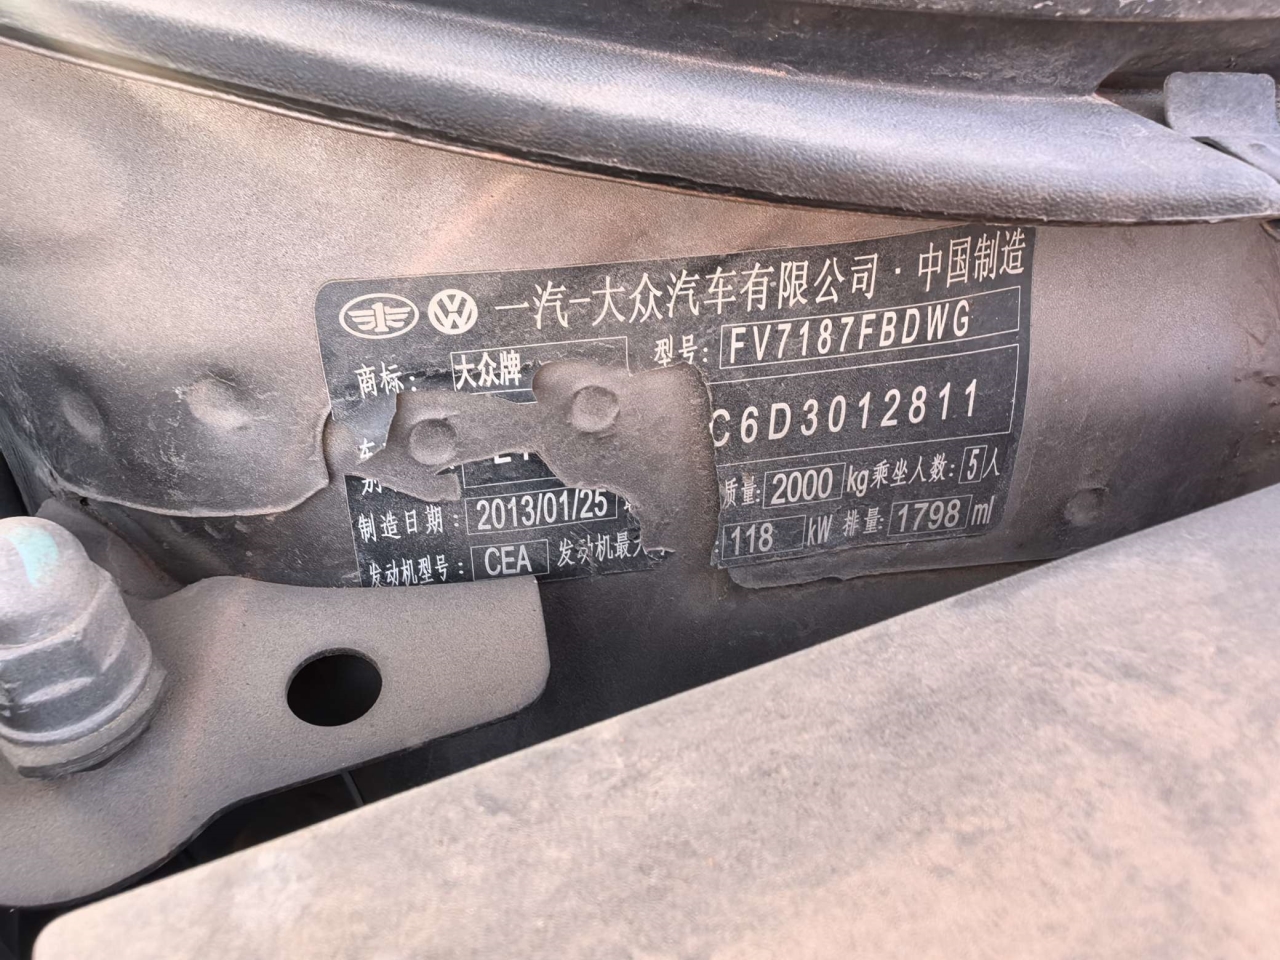 一汽-大众汽车有限公司·中国制造
商标: 大众牌 型号: FV7187FBDWG
C6D3012811
质量: 2000 kg 乘坐人数: 5 人
制造日期: 2013/01/25
118 kW 排量: 1798 ml
发动机型号: CEA 发动机最大